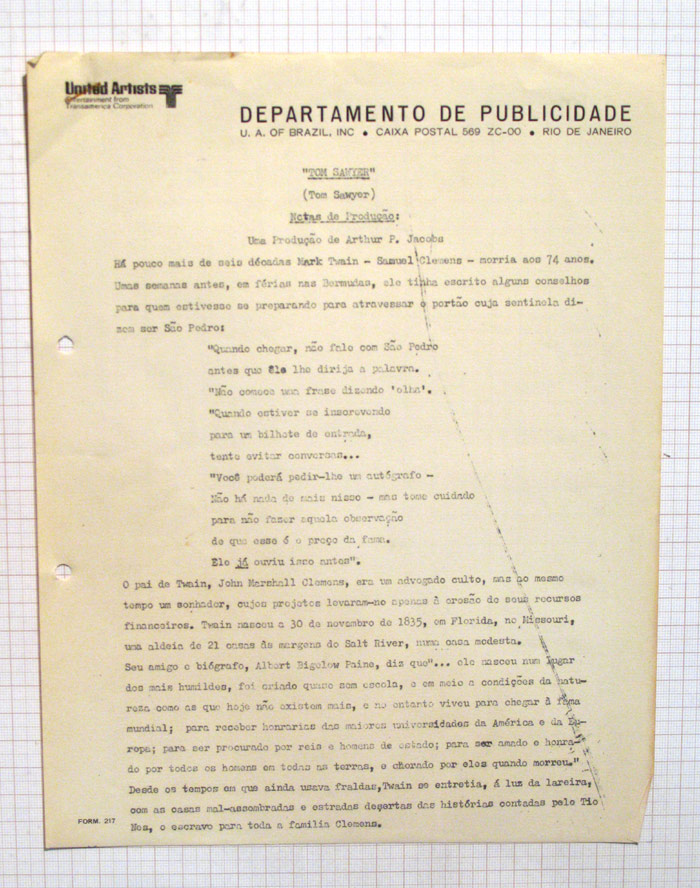 United Artists
Entertainment from
Transamerica Corporation
DEPARTAMENTO DE PUBLICIDADE
U. A. OF BRAZIL, INC • CAIXA POSTAL 569 ZC-00 • RIO DE JANEIRO
"TOM SAWYER"
(Tom Sawyer)
Notas de Produção:
Uma Produção de Arthur P. Jacobs
Há pouco mais de seis décadas Mark Twain - Samuel Clemens - morria aos 74 anos.
Umas semanas antes, em férias nas Bermudas, ele tinha escrito alguns conselhos
para quem estivesse se preparando para atravessar o portão cuja sentinela di-
zem ser São Pedro:
"Quando chegar, não fale com São Pedro
antes que Ele lhe dirija a palavra.
"Não comece uma frase dizendo 'olha'.
"Quando estiver se inscrevendo
para um bilhete de entrada,
tente evitar conversas...
"Você poderá pedir-lhe um autógrafo -
Não há nada de mais nisso - mas tome cuidado
para não fazer aquela observação
de que esse é o preço da fama.
Ele já ouviu isso antes".
O pai de Twain, John Marshall Clemens, era um advogado culto, mas ao mesmo
tempo um sonhador, cujos projetos levaram-no apenas à erosão de seus recursos
financeiros. Twain nasceu a 30 de novembro de 1835, em Florida, no Missouri,
uma aldeia de 21 casas às margens do Salt River, numa casa modesta.
Seu amigo e biógrafo, Albert Bigelow Paine, diz que"... ele nasceu num lugar
dos mais humildes, foi criado quase sem escola, e em meio a condições da natu-
reza como as que hoje não existem mais, e no entanto viveu para chegar à fama
mundial; para receber honrarias das maiores universidades da América e da Eu-
ropa; para ser procurado por reis e homens de estado; para ser amado e honra-
do por todos os homens em todas as terras, e chorado por eles quando morreu."
Desde os tempos em que ainda usava fraldas,Twain se entretia, á luz da lareira,
com as casas mal-assombradas e estradas desertas das histórias contadas pelo Tio
Nes, o escravo para toda a familia Clemens.
FORM. 217